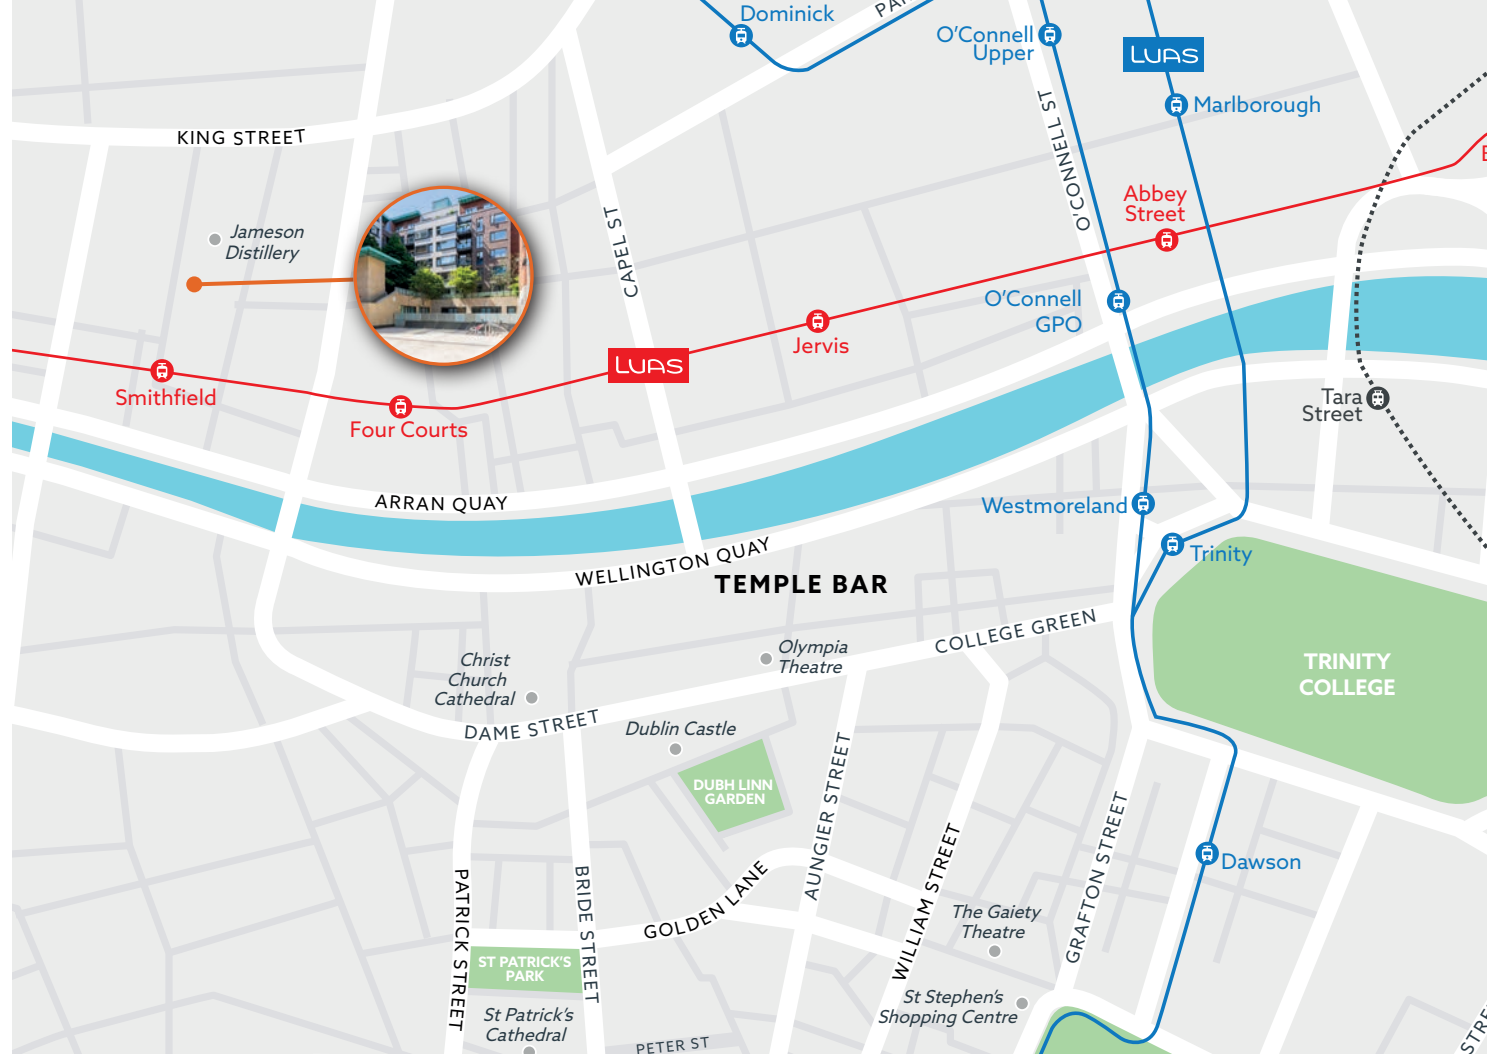 Dominick
O'Connell
Upper
LUAS
O'CONNELL ST
Marlborough
KING STREET
Abbey
Street
Jameson
Distillery
CAPEL ST
O'Connell
GPO
Jervis
LUAS
Smithfield
Four Courts
Tara
Street
ARRAN QUAY
Westmoreland
WELLINGTON QUAY
Trinity
TEMPLE BAR
COLLEGE GREEN
Olympia
Theatre
Christ
Church
Cathedral
TRINITY
COLLEGE
DAME STREET
Dublin Castle
DUBH LINN
GARDEN
AUNGIER STREET
GRAFTON STREET
Dawson
WILLIAM STREET
GOLDEN LANE
PATRICK STREET
BRIDE STREET
The Gaiety
Theatre
ST PATRICK'S
PARK
St Stephen's
Shopping Centre
St Patrick's
Cathedral
PETER ST